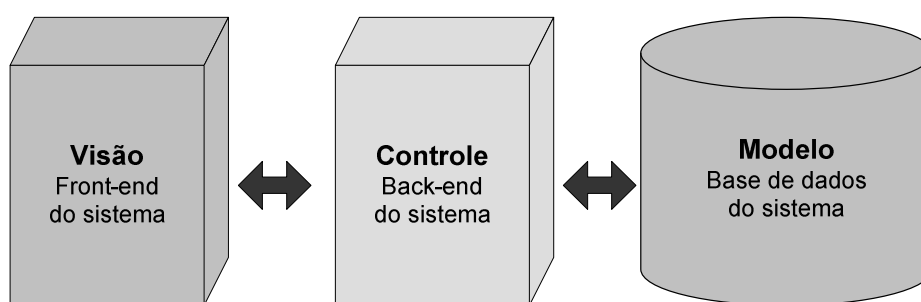 Visão
Front-end
do sistema
Controle
Back-end
do sistema
Modelo
Base de dados
do sistema